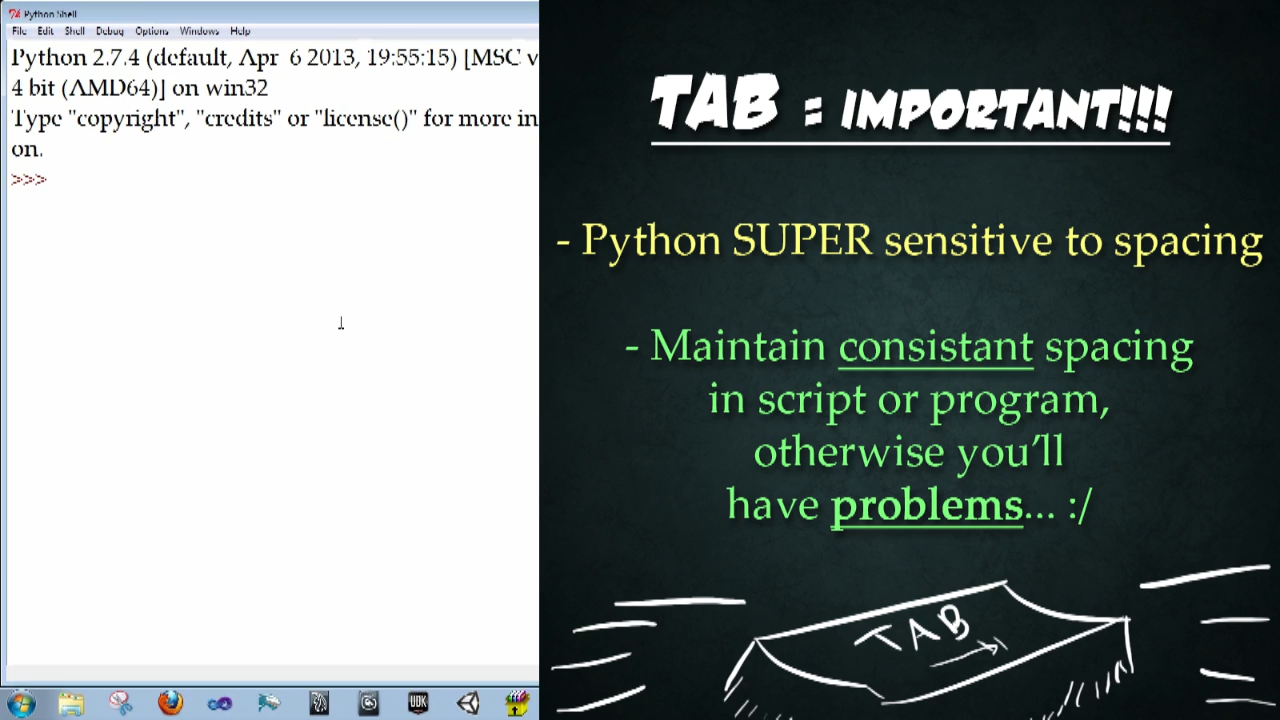 Python Shell
File Edit Shell Debug Options Windows Help
Python 2.7.4 (default, Apr 6 2013, 19:55:15) [MSC v
4 bit (AMD64)] on win32
Type "copyright", "credits" or "license()" for more in
on.
>>>
TAB = IMPORTANT!!!
- Python SUPER sensitive to spacing
- Maintain consistant spacing
in script or program,
otherwise you'll
have problems... :/
TAB
UDK